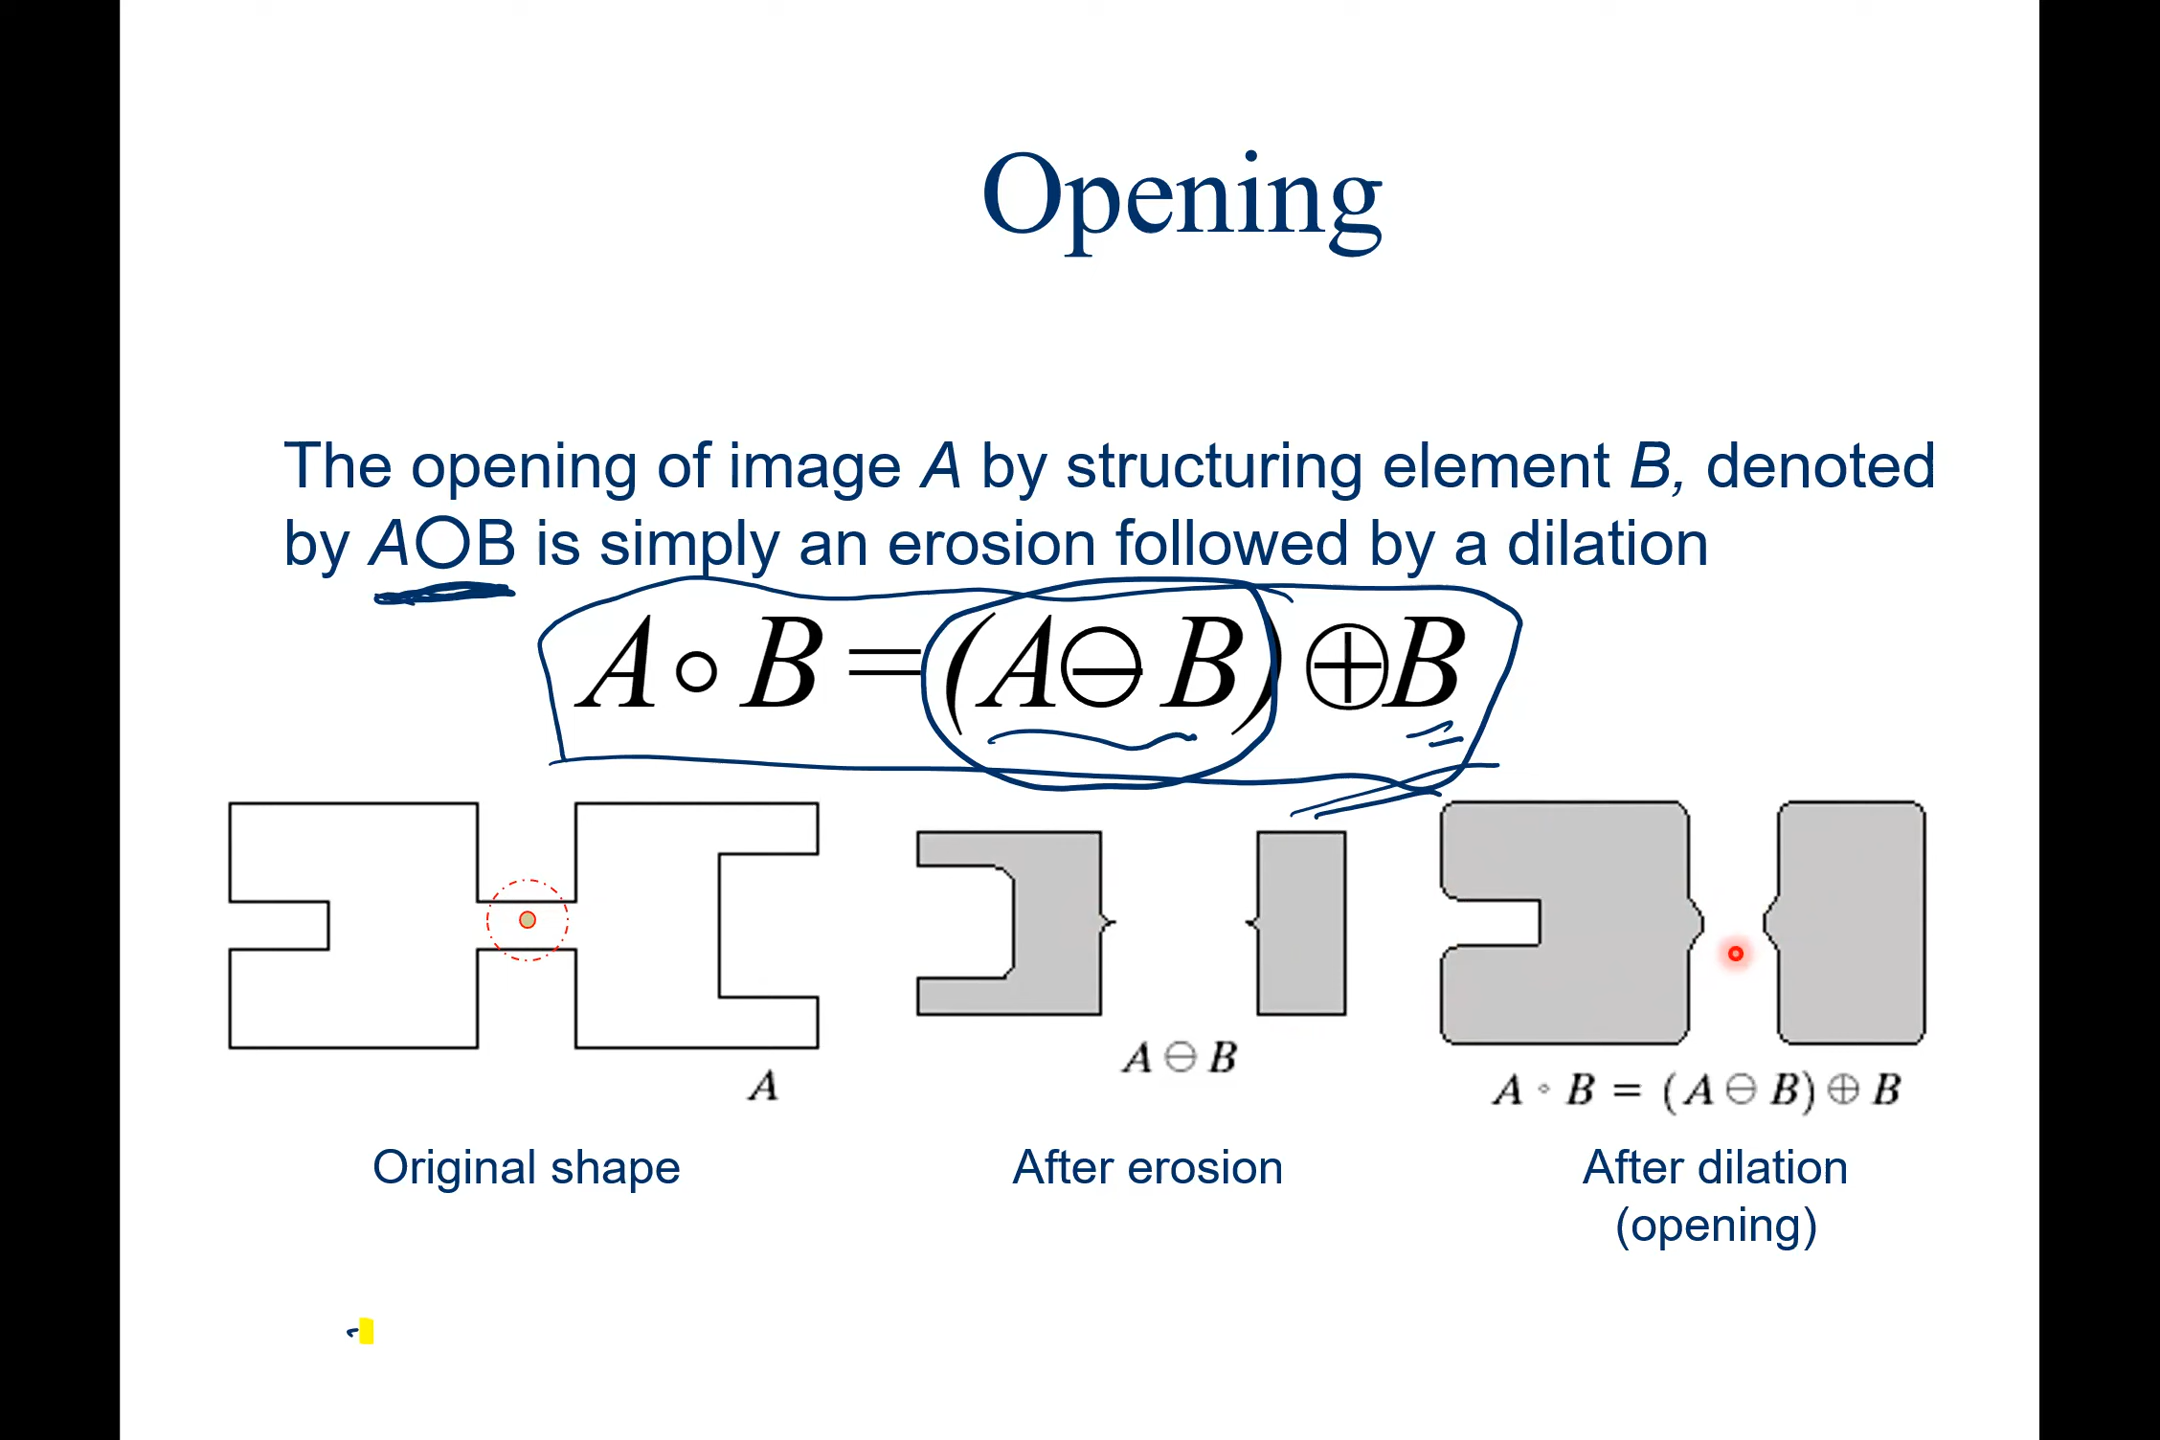 Opening
The opening of image A by structuring element B, denoted
by A○B is simply an erosion followed by a dilation
A∘B=(A⊖B)⊕B
A
A⊖B
A∘B = (A⊖B)⊕B
Original shape
After erosion
After dilation
(opening)